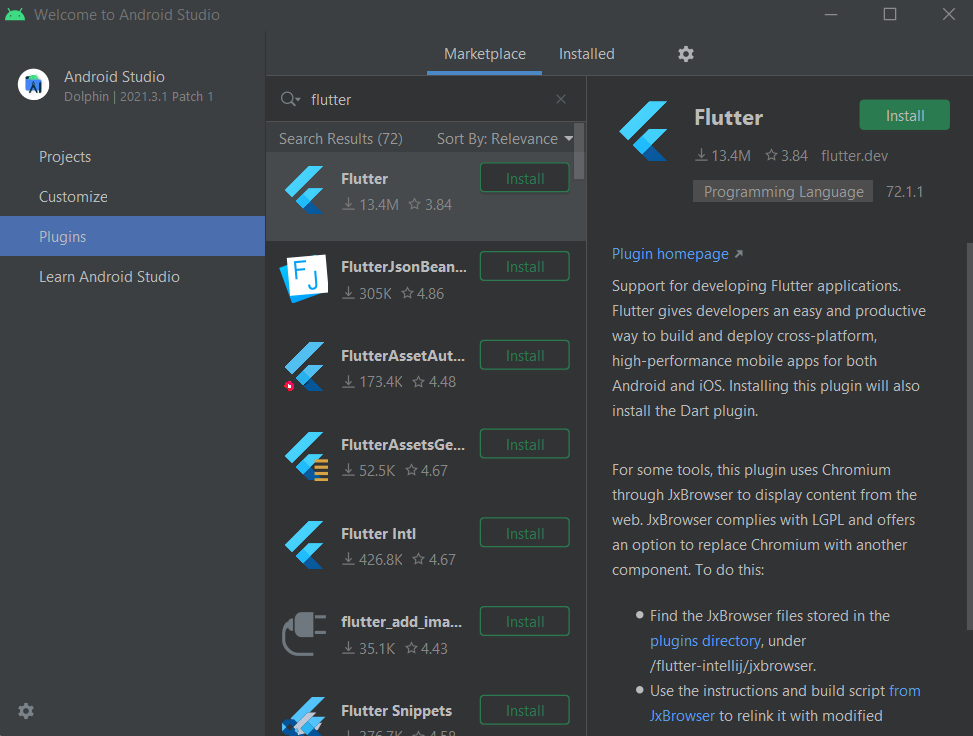 Welcome to Android Studio
Android Studio
Dolphin | 2021.3.1 Patch 1
Projects
Customize
Plugins
Learn Android Studio
Marketplace
Installed
flutter
Search Results (72)
Sort By: Relevance
Flutter
Install
13.4M
3.84
FlutterJsonBean...
Install
305K
4.86
FlutterAssetAut...
Install
173.4K
4.48
FlutterAssetsGe...
Install
52.5K
4.67
Flutter Intl
Install
426.8K
4.67
flutter_add_ima...
Install
35.1K
4.43
Flutter Snippets
Install
376.7K
4.58
Flutter
Install
13.4M
3.84
flutter.dev
Programming Language
72.1.1
Plugin homepage
Support for developing Flutter applications.
Flutter gives developers an easy and productive
way to build and deploy cross-platform,
high-performance mobile apps for both
Android and iOS. Installing this plugin will also
install the Dart plugin.
For some tools, this plugin uses Chromium
through JxBrowser to display content from the
web. JxBrowser complies with LGPL and offers
an option to replace Chromium with another
component. To do this:
Find the JxBrowser files stored in the
plugins directory, under
/flutter-intellij/jxbrowser.
Use the instructions and build script from
JxBrowser to relink it with modified